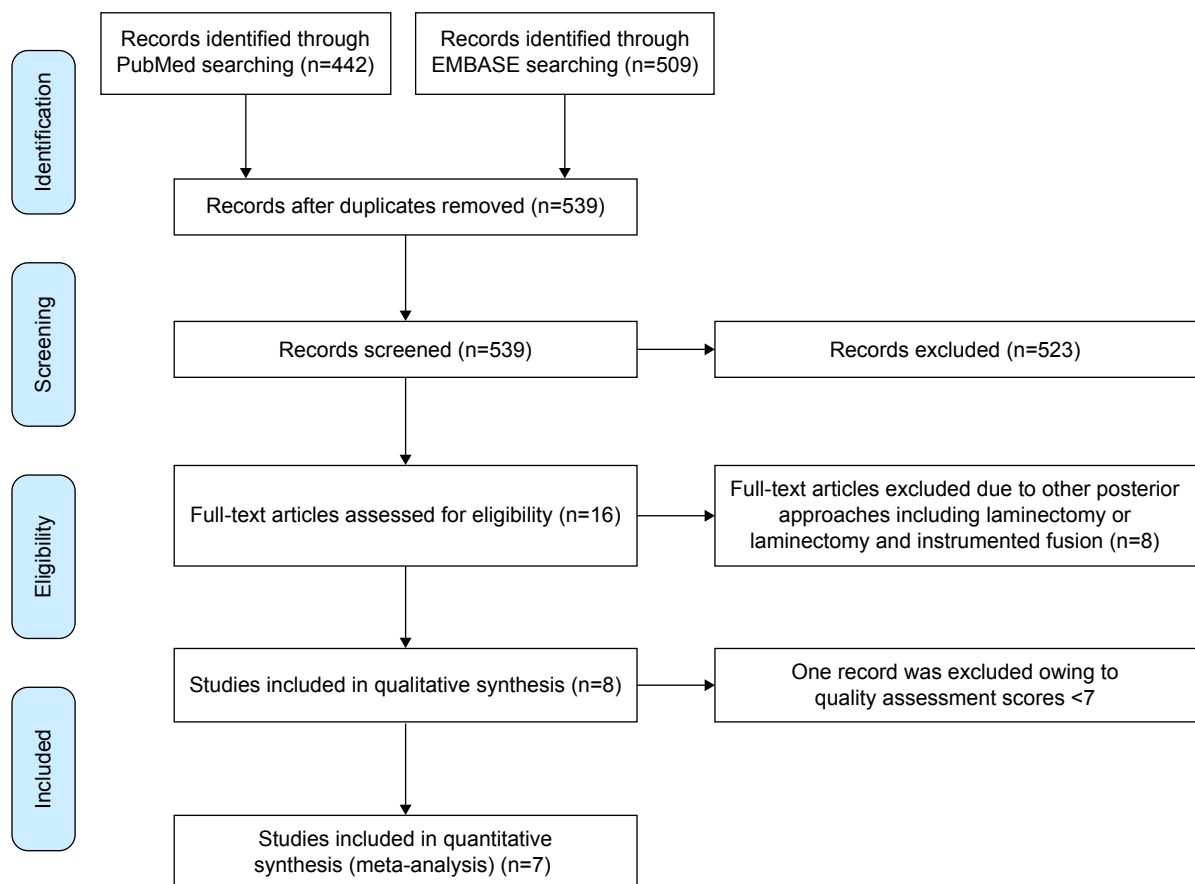 Identification
Records identified through
PubMed searching (n=442)
Records identified through
EMBASE searching (n=509)
Records after duplicates removed (n=539)
Screening
Records screened (n=539)
Records excluded (n=523)
Eligibility
Full-text articles assessed for eligibility (n=16)
Full-text articles excluded due to other posterior
approaches including laminectomy or
laminectomy and instrumented fusion (n=8)
Included
Studies included in qualitative synthesis (n=8)
One record was excluded owing to
quality assessment scores <7
Studies included in quantitative
synthesis (meta-analysis) (n=7)